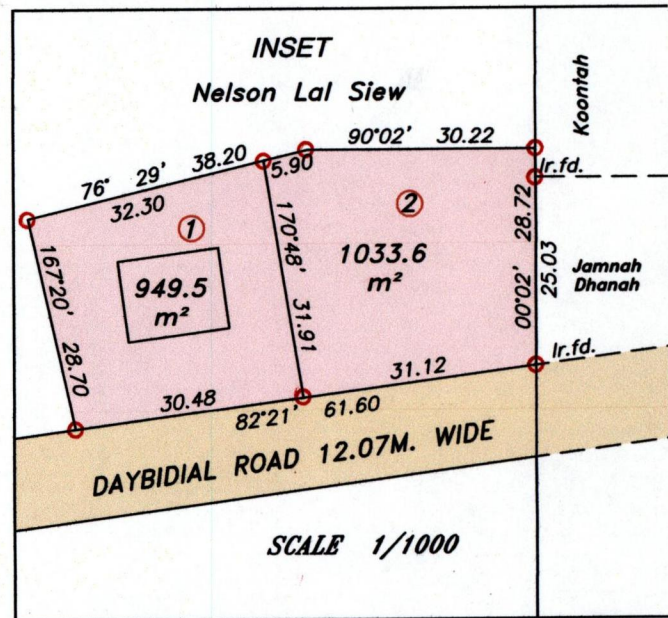 INSET
Nelson Lal Siew
Koontah
90°02' 30.22
Ir.fd.
76° 29' 38.20
5.90
32.30
1
2
170°48' 31.91
1033.6
m²
949.5
m²
167°20' 28.70
00°02' 28.72
25.03
Jamnah
Dhanah
Ir.fd.
31.12
30.48
82°21' 61.60
DAYBIDIAL ROAD 12.07M. WIDE
SCALE 1/1000